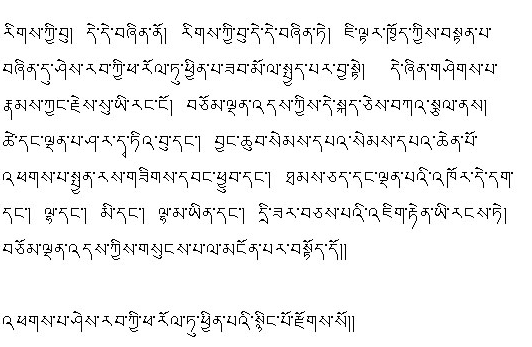 རིགས་ཀྱི་བུ། དེ་དེ་བཞིན་ནོ། རིགས་ཀྱི་བུ་དེ་དེ་བཞིན་ཏེ། ཇི་ལྟར་ཁྱོད་ཀྱིས་བསྟན་པ་
བཞིན་དུ་ཤེས་རབ་ཀྱི་ཕ་རོལ་ཏུ་ཕྱིན་པ་ཟབ་མོ་ལ་སྤྱད་པར་བྱ་སྟེ། དེ་བཞིན་གཤེགས་པ་
རྣམས་ཀྱང་རྗེས་སུ་ཡི་རང་ངོ། བཅོམ་ལྡན་འདས་ཀྱིས་དེ་སྐད་ཅེས་བཀའ་སྩལ་ནས།
ཚེ་དང་ལྡན་པ་ཤ་ར་དྭ་ཏིའི་བུ་དང་། བྱང་ཆུབ་སེམས་དཔའ་སེམས་དཔའ་ཆེན་པོ་
འཕགས་པ་སྤྱན་རས་གཟིགས་དབང་ཕྱུག་དང་། ཐམས་ཅད་དང་ལྡན་པའི་འཁོར་དེ་དག་
དང་། ལྷ་དང་། མི་དང་། ལྷ་མ་ཡིན་དང་། དྲི་ཟར་བཅས་པའི་འཇིག་རྟེན་ཡི་རངས་ཏེ།
བཅོམ་ལྡན་འདས་ཀྱིས་གསུངས་པ་ལ་མངོན་པར་བསྟོད་དོ།།
འཕགས་པ་ཤེས་རབ་ཀྱི་ཕ་རོལ་ཏུ་ཕྱིན་པའི་སྙིང་པོ་རྫོགས་སོ།།